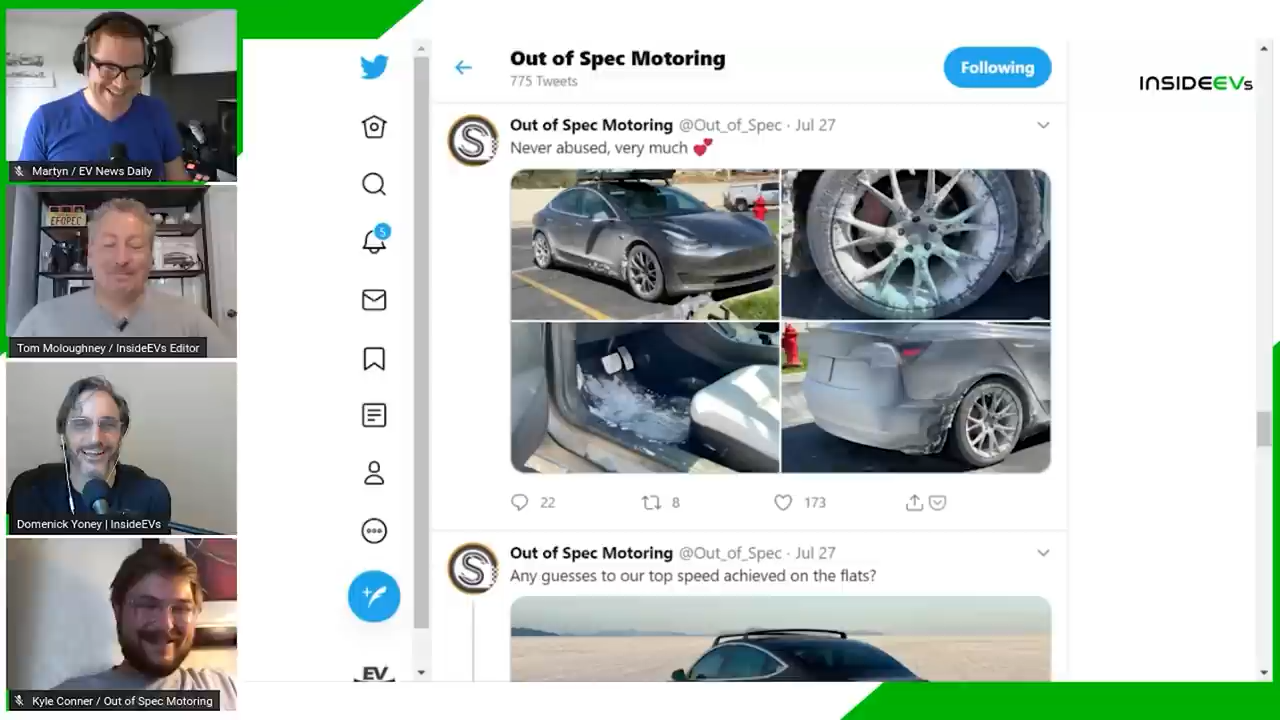 Martyn / EV News Daily
EFOPEC
Tom Moloughney / InsideEVs Editor
Domenick Yoney | InsideEVs
Kyle Conner / Out of Spec Motoring
5
EV
Out of Spec Motoring
775 Tweets
Following
Out of Spec Motoring @Out_of_Spec · Jul 27
Never abused, very much 💕
22 8 173
Out of Spec Motoring @Out_of_Spec · Jul 27
Any guesses to our top speed achieved on the flats?
INSIDEEVs